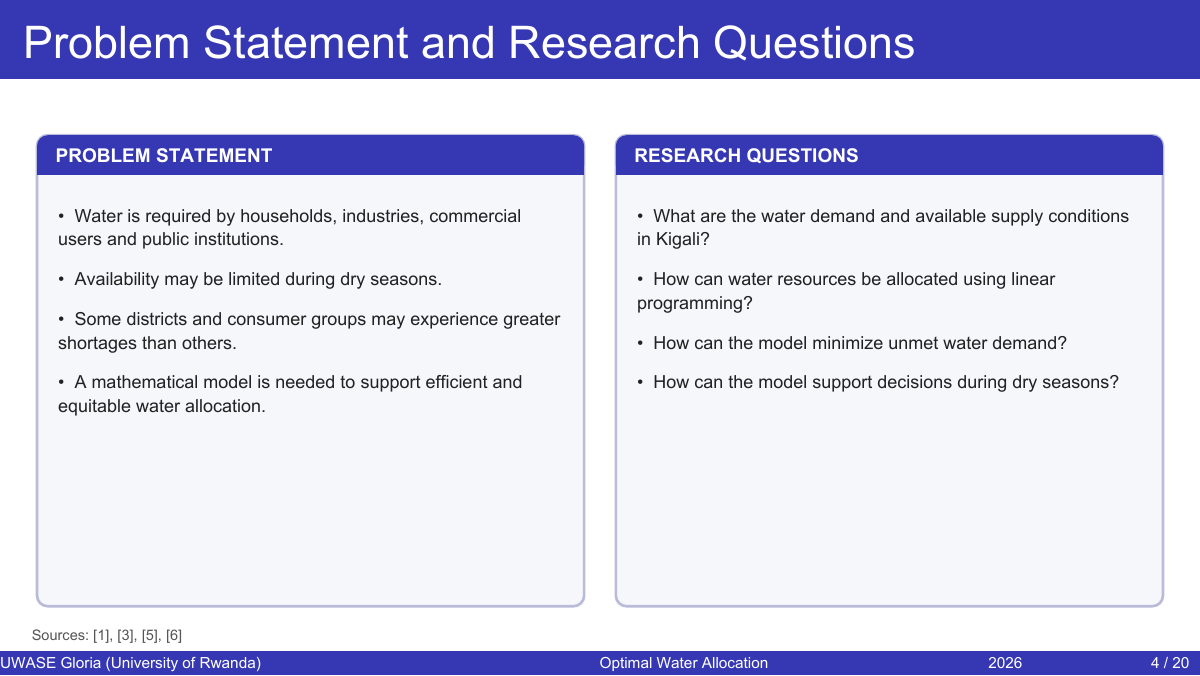 Problem Statement and Research Questions
PROBLEM STATEMENT
• Water is required by households, industries, commercial
users and public institutions.
• Availability may be limited during dry seasons.
• Some districts and consumer groups may experience greater
shortages than others.
• A mathematical model is needed to support efficient and
equitable water allocation.
RESEARCH QUESTIONS
• What are the water demand and available supply conditions
in Kigali?
• How can water resources be allocated using linear
programming?
• How can the model minimize unmet water demand?
• How can the model support decisions during dry seasons?
Sources: [1], [3], [5], [6]
UWASE Gloria (University of Rwanda) Optimal Water Allocation 2026 4 / 20